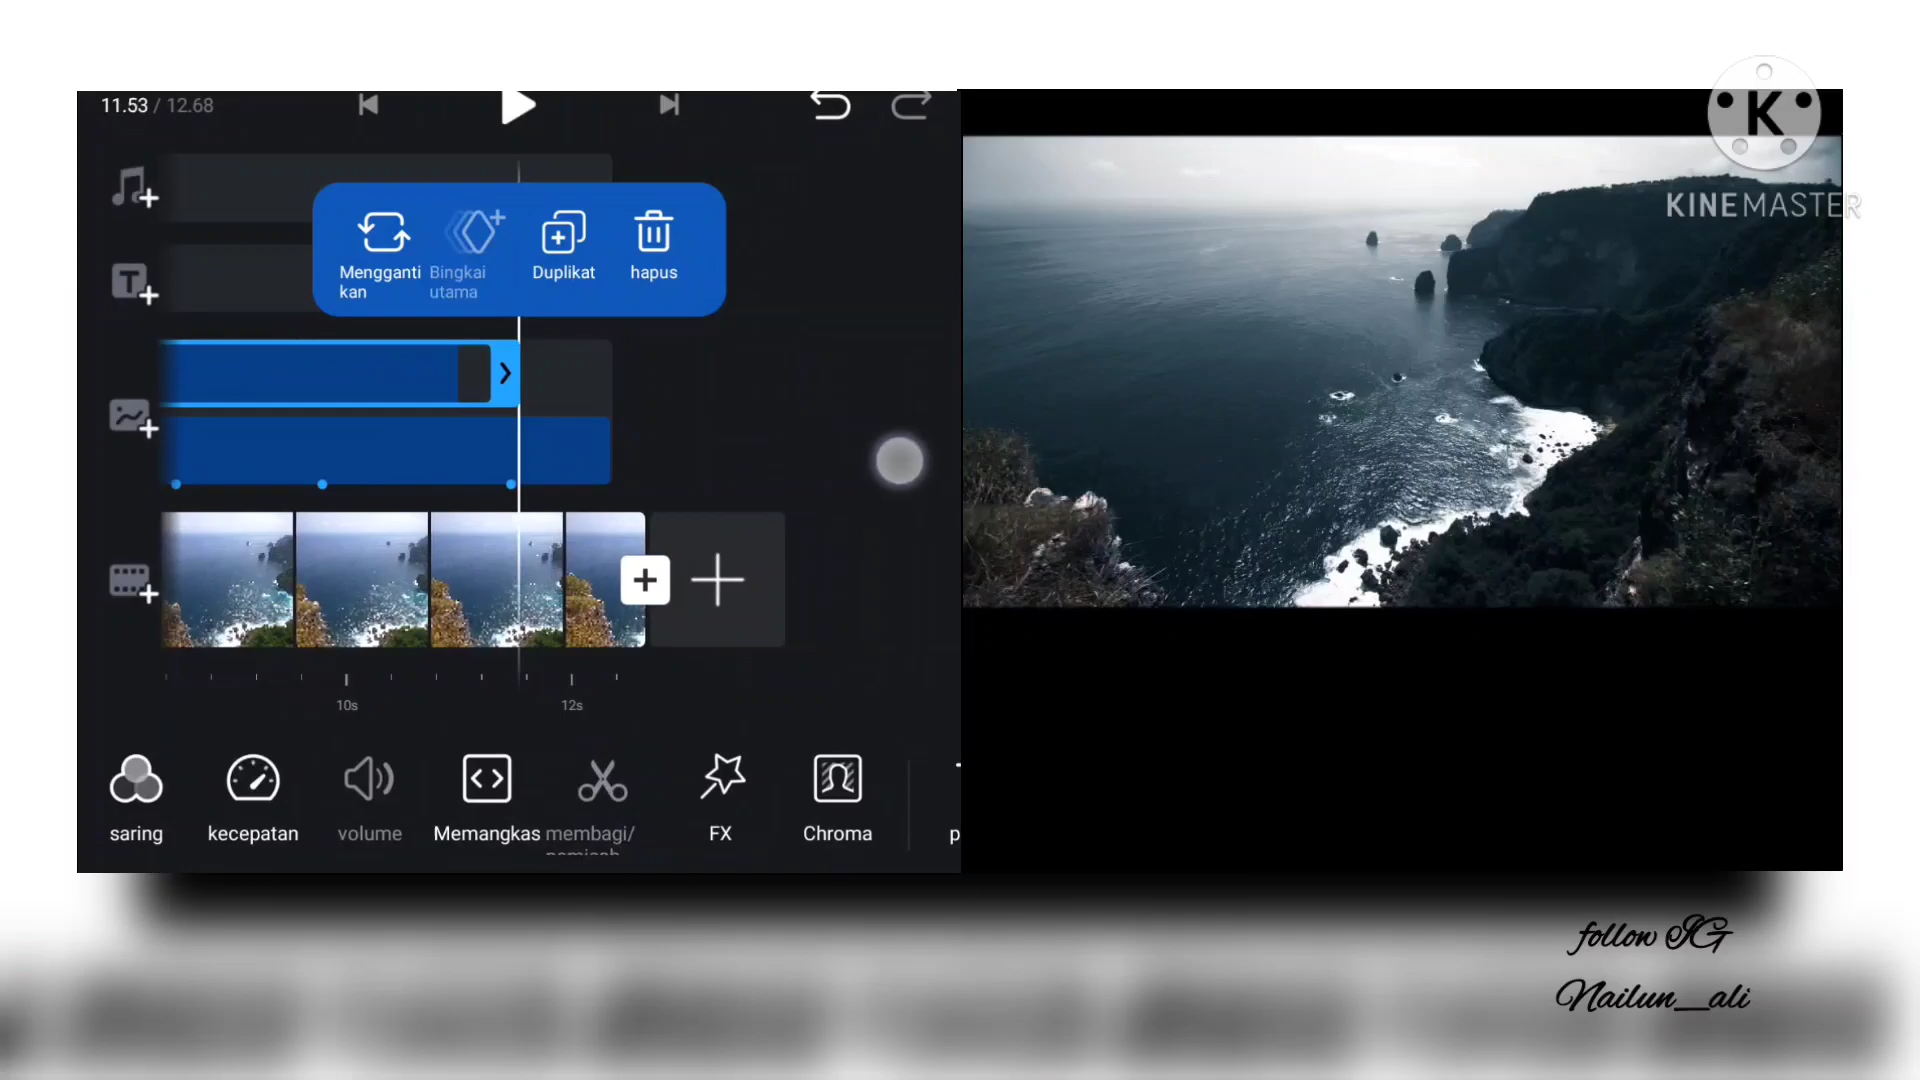 11.53 / 12.68
K
KINEMASTER
Mengganti
kan
Bingkai
utama
Duplikat
hapus
T
10s
12s
saring
kecepatan
volume
Memangkas
membagi/
FX
Chroma
p
follow IG
Nailun__ali